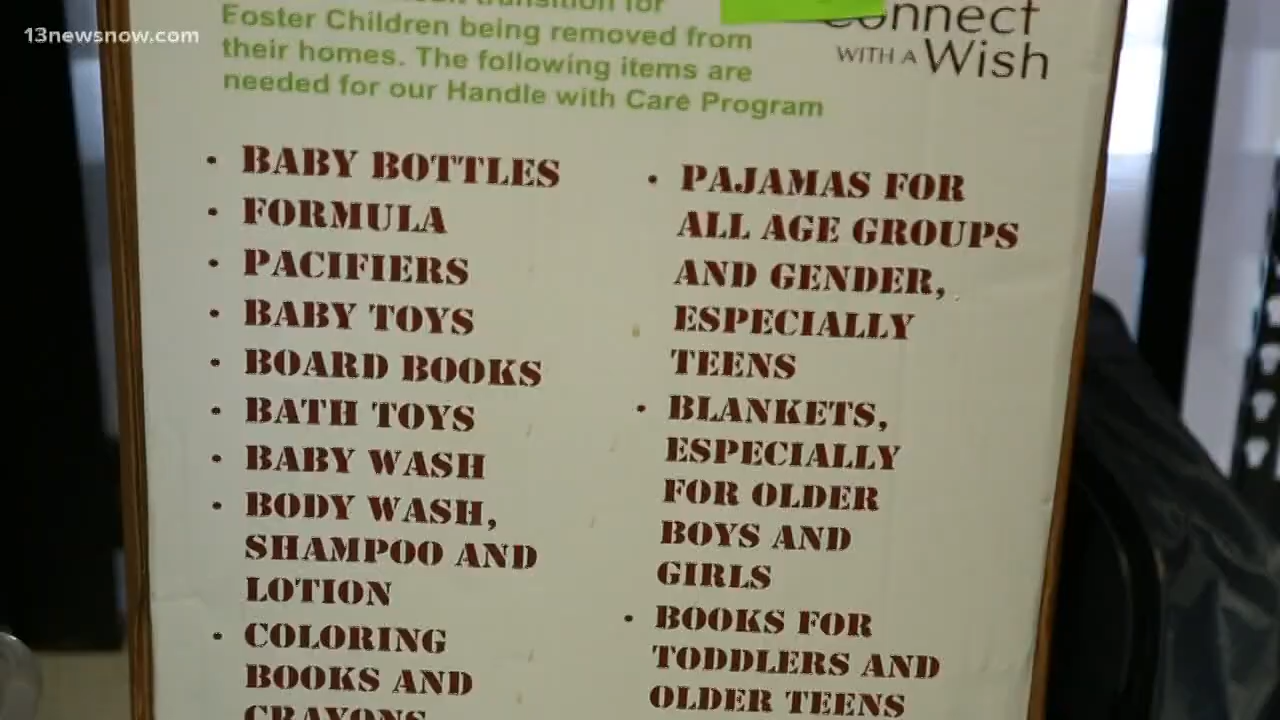 13newsnow.com
transition for
Foster Children being removed from
their homes. The following items are
needed for our Handle with Care Program
Connect
WITH A Wish
• BABY BOTTLES
• FORMULA
• PACIFIERS
• BABY TOYS
• BOARD BOOKS
• BATH TOYS
• BABY WASH
• BODY WASH,
SHAMPOO AND
LOTION
• COLORING
BOOKS AND
CRAYONS
• PAJAMAS FOR
ALL AGE GROUPS
AND GENDER,
ESPECIALLY
TEENS
• BLANKETS,
ESPECIALLY
FOR OLDER
BOYS AND
GIRLS
• BOOKS FOR
TODDLERS AND
OLDER TEENS